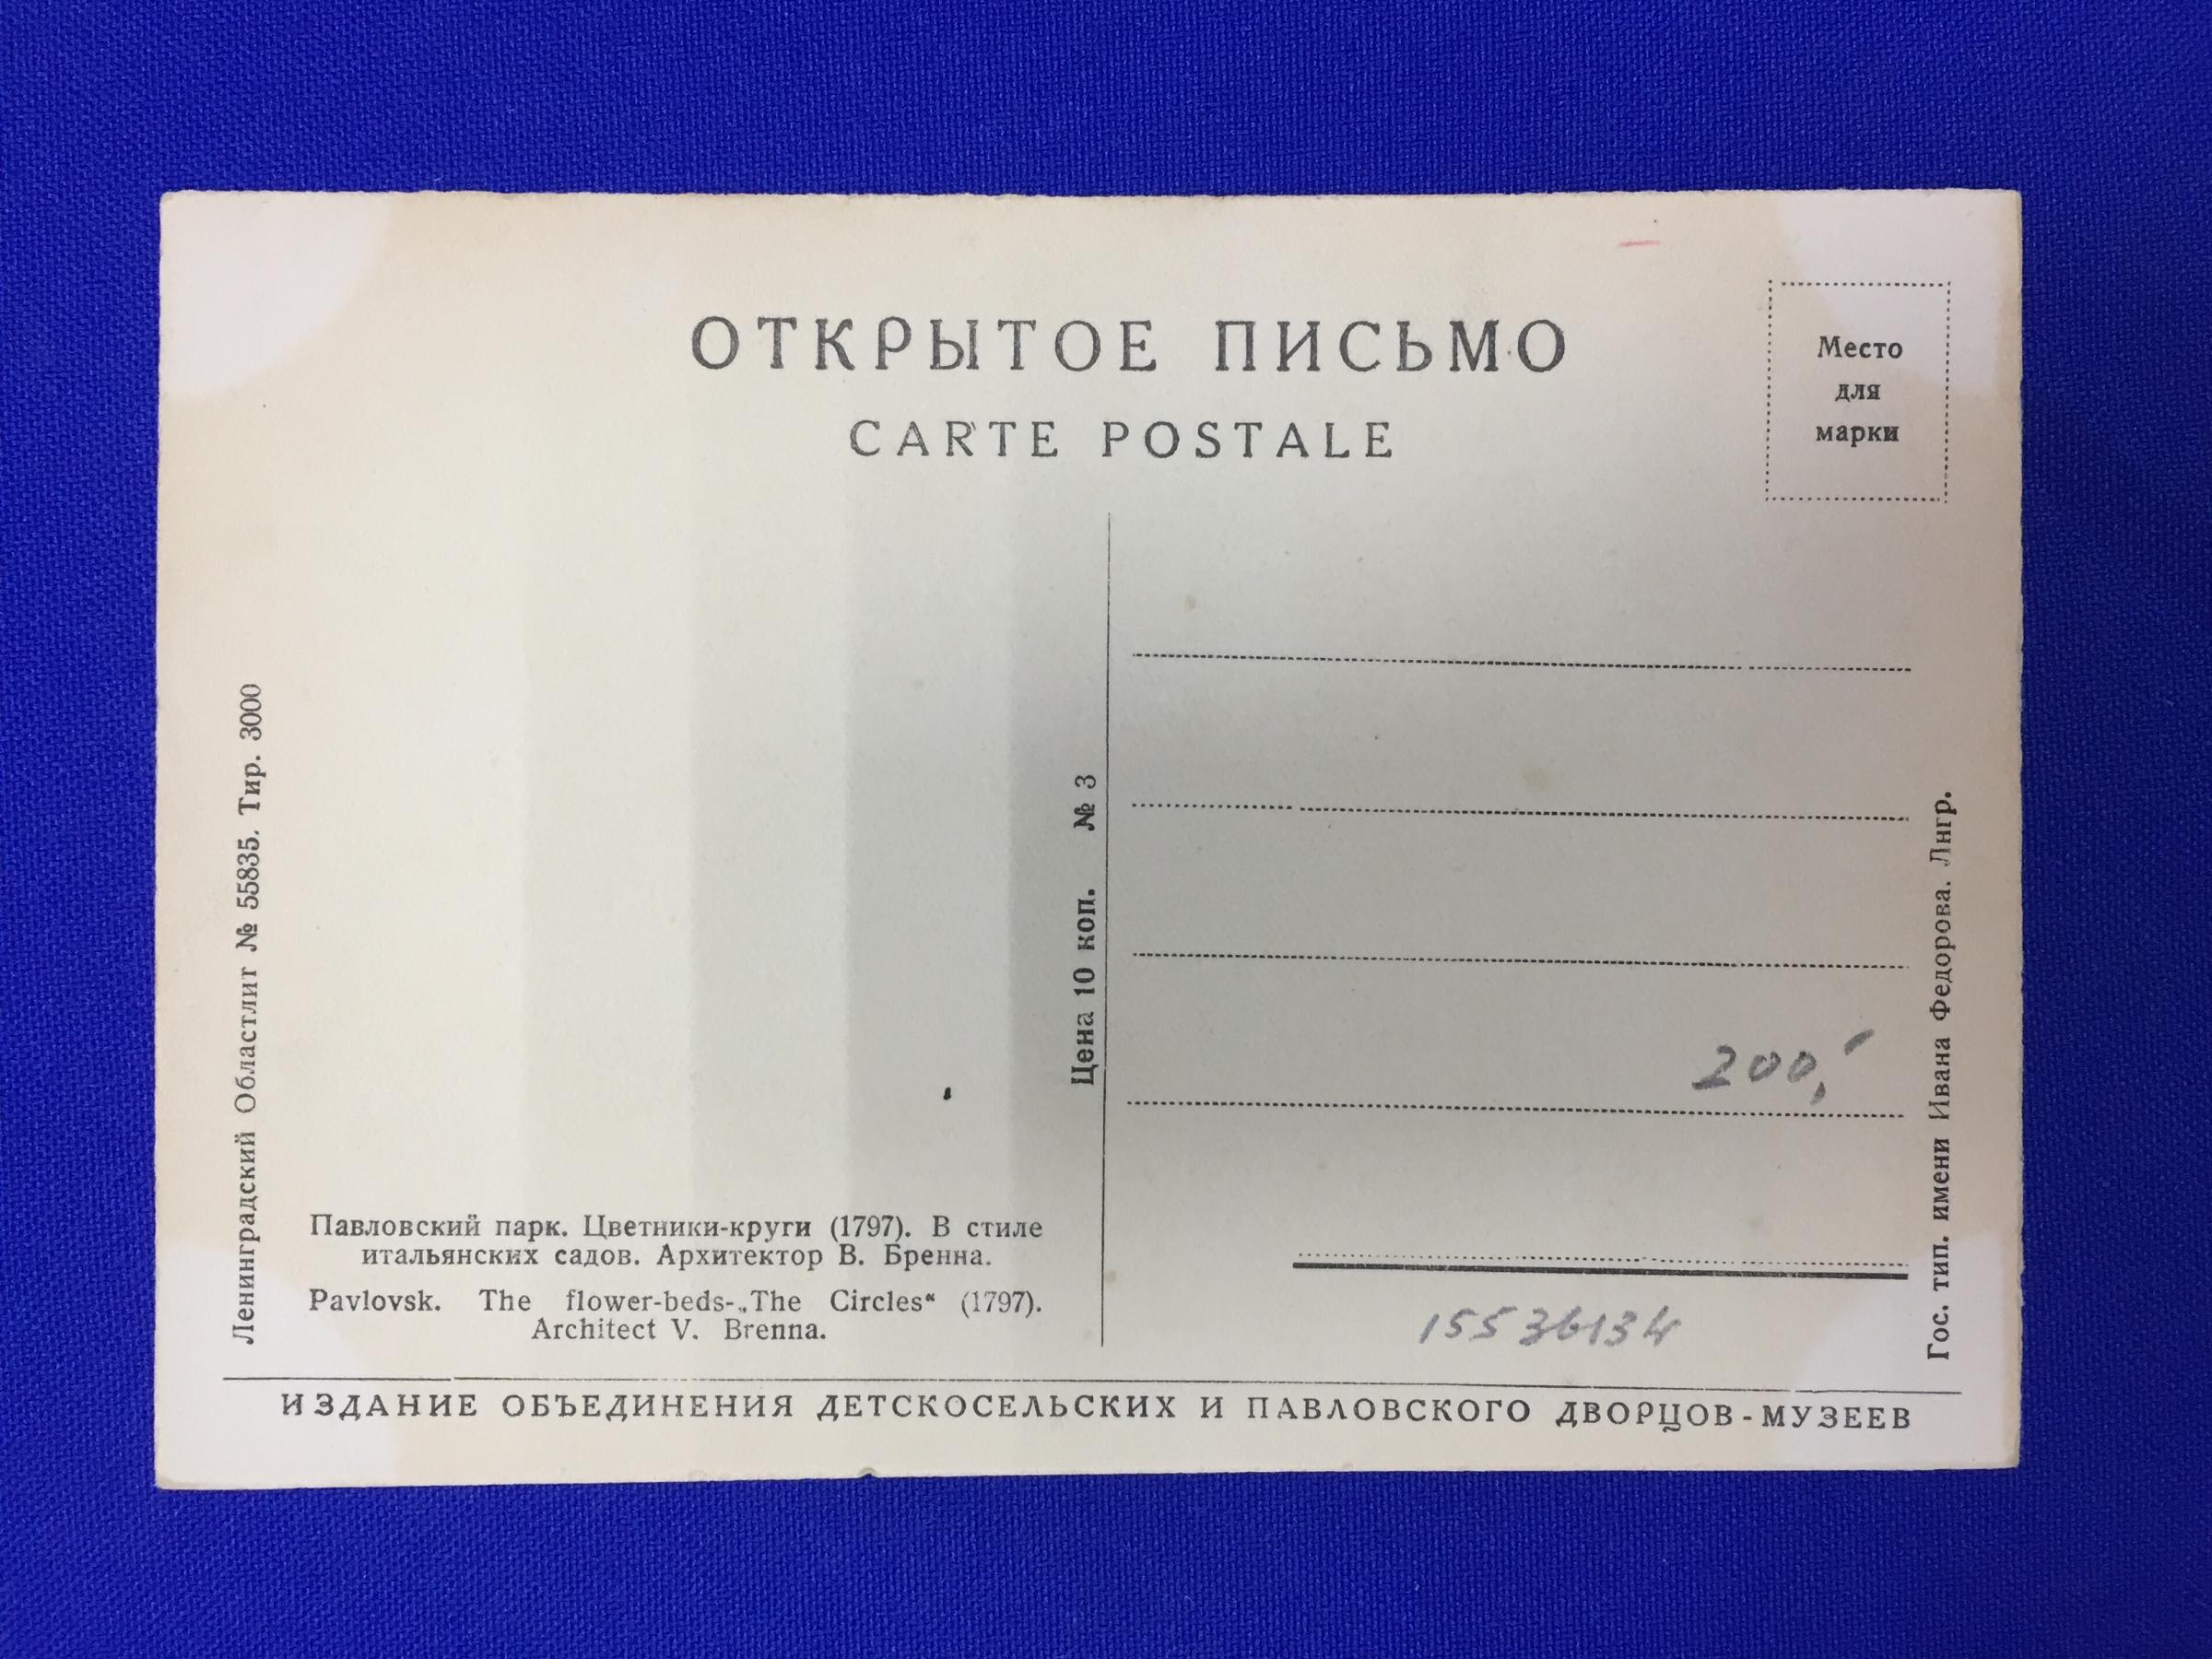 ОТКРЫТОЕ ПИСЬМО
CARTE POSTALE
Место
для
марки
Ленинградский Областлит № 55835. Тир. 3000
Цена 10 коп. № 3
Гос. тип. имени Ивана Федорова. Лнгр.
200,-
Павловский парк. Цветники-круги (1797). В стиле
итальянских садов. Архитектор В. Бренна.
Pavlovsk. The flower-beds-„The Circles“ (1797).
Architect V. Brenna.
15536134
ИЗДАНИЕ ОБЪЕДИНЕНИЯ ДЕТСКОСЕЛЬСКИХ И ПАВЛОВСКОГО ДВОРЦОВ-МУЗЕЕВ